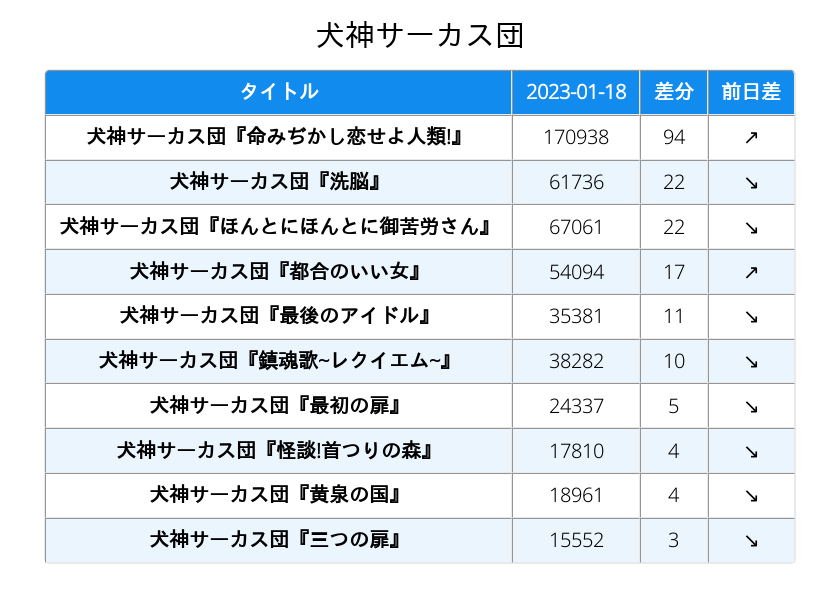 犬神サーカス団
タイトル 2023-01-18 差分 前日差
犬神サーカス団『命みぢかし恋せよ人類!』 170938 94 ↗
犬神サーカス団『洗脳』 61736 22 ↘
犬神サーカス団『ほんとにほんとに御苦労さん』 67061 22 ↘
犬神サーカス団『都合のいい女』 54094 17 ↗
犬神サーカス団『最後のアイドル』 35381 11 ↘
犬神サーカス団『鎮魂歌~レクイエム~』 38282 10 ↘
犬神サーカス団『最初の扉』 24337 5 ↘
犬神サーカス団『怪談!首つりの森』 17810 4 ↘
犬神サーカス団『黄泉の国』 18961 4 ↘
犬神サーカス団『三つの扉』 15552 3 ↘